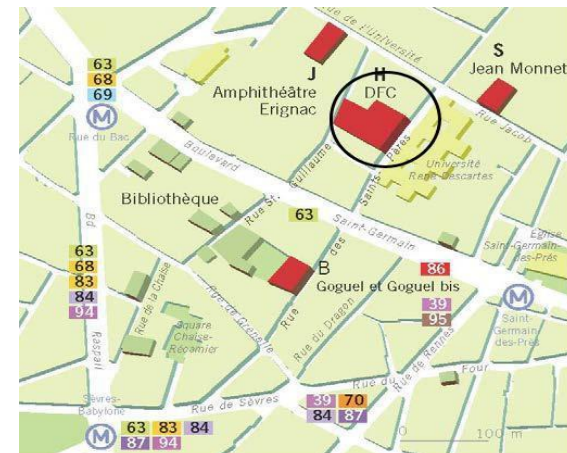 Rue de l'Université
63
68
69
M
Rue du Bac
J
Amphithéâtre
Erignac
H
DFC
S
Jean Monnet
Rue Jacob
Boulevard
Saint-Germain
Rue St- Guillaume
Rue des Saints- Pères
Université
René-Descartes
Bibliothèque
63
Église
Saint-Germain-
des-Prés
B
Goguel et Goguel bis
86
39
95
M
Saint-
Germain
des-Prés
Bd
Raspail
63
68
83
84
94
Rue de la Chaise
Square
Chaise-
Récamier
Rue de Grenelle
Rue du Dragon
Rue de Rennes
Rue du Four
Sèvres-
Babylone
Rue de Sèvres
M
63 83 84
87 94
39 70
84 87
0 100 m